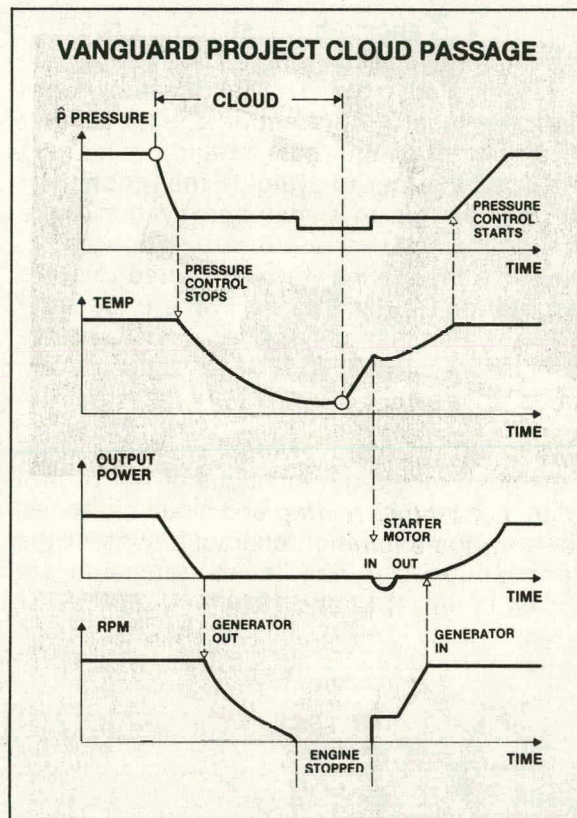 VANGUARD PROJECT CLOUD PASSAGE
CLOUD
P̂ PRESSURE
PRESSURE
CONTROL
STARTS
TIME
PRESSURE
CONTROL
STOPS
TEMP
TIME
OUTPUT
POWER
STARTER
MOTOR
IN OUT
TIME
GENERATOR
OUT
GENERATOR
IN
RPM
ENGINE
STOPPED
TIME